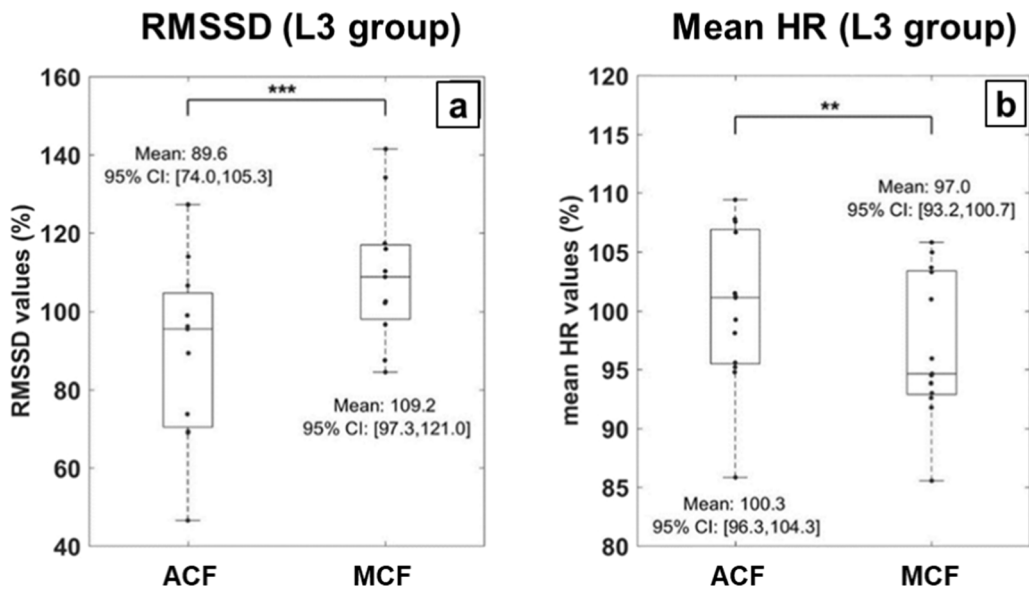 RMSSD (L3 group)
160
140
120
100
80
60
40
RMSSD values (%)
***
a
Mean: 89.6
95% CI: [74.0,105.3]
Mean: 109.2
95% CI: [97.3,121.0]
ACF
MCF
Mean HR (L3 group)
120
115
110
105
100
95
90
85
80
mean HR values (%)
**
b
Mean: 97.0
95% CI: [93.2,100.7]
Mean: 100.3
95% CI: [96.3,104.3]
ACF
MCF